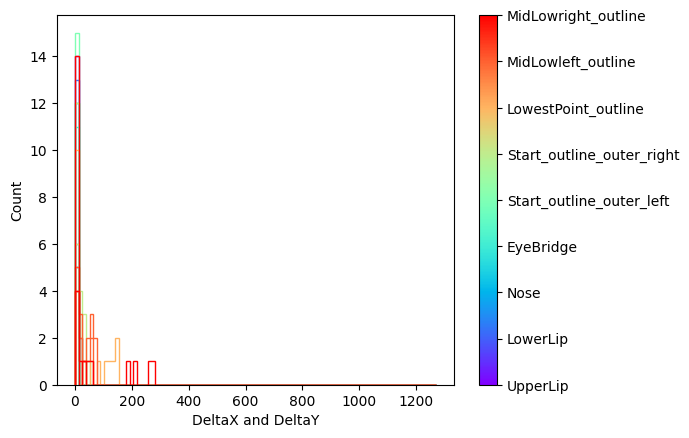 14
12
10
8
6
4
2
0
Count
0
200
400
600
800
1000
1200
DeltaX and DeltaY
MidLowright_outline
MidLowleft_outline
LowestPoint_outline
Start_outline_outer_right
Start_outline_outer_left
EyeBridge
Nose
LowerLip
UpperLip